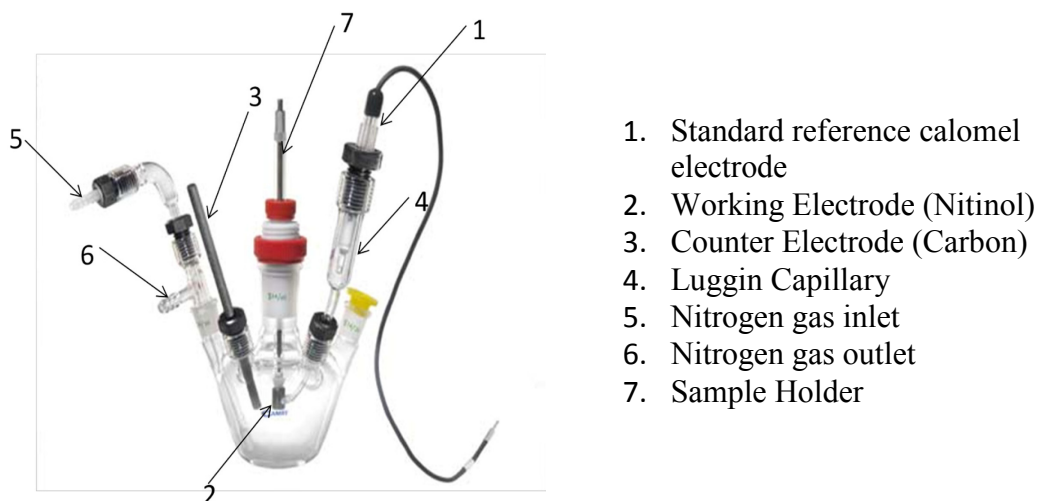 7
1
3
5
4
6
2
1. Standard reference calomel
electrode
2. Working Electrode (Nitinol)
3. Counter Electrode (Carbon)
4. Luggin Capillary
5. Nitrogen gas inlet
6. Nitrogen gas outlet
7. Sample Holder